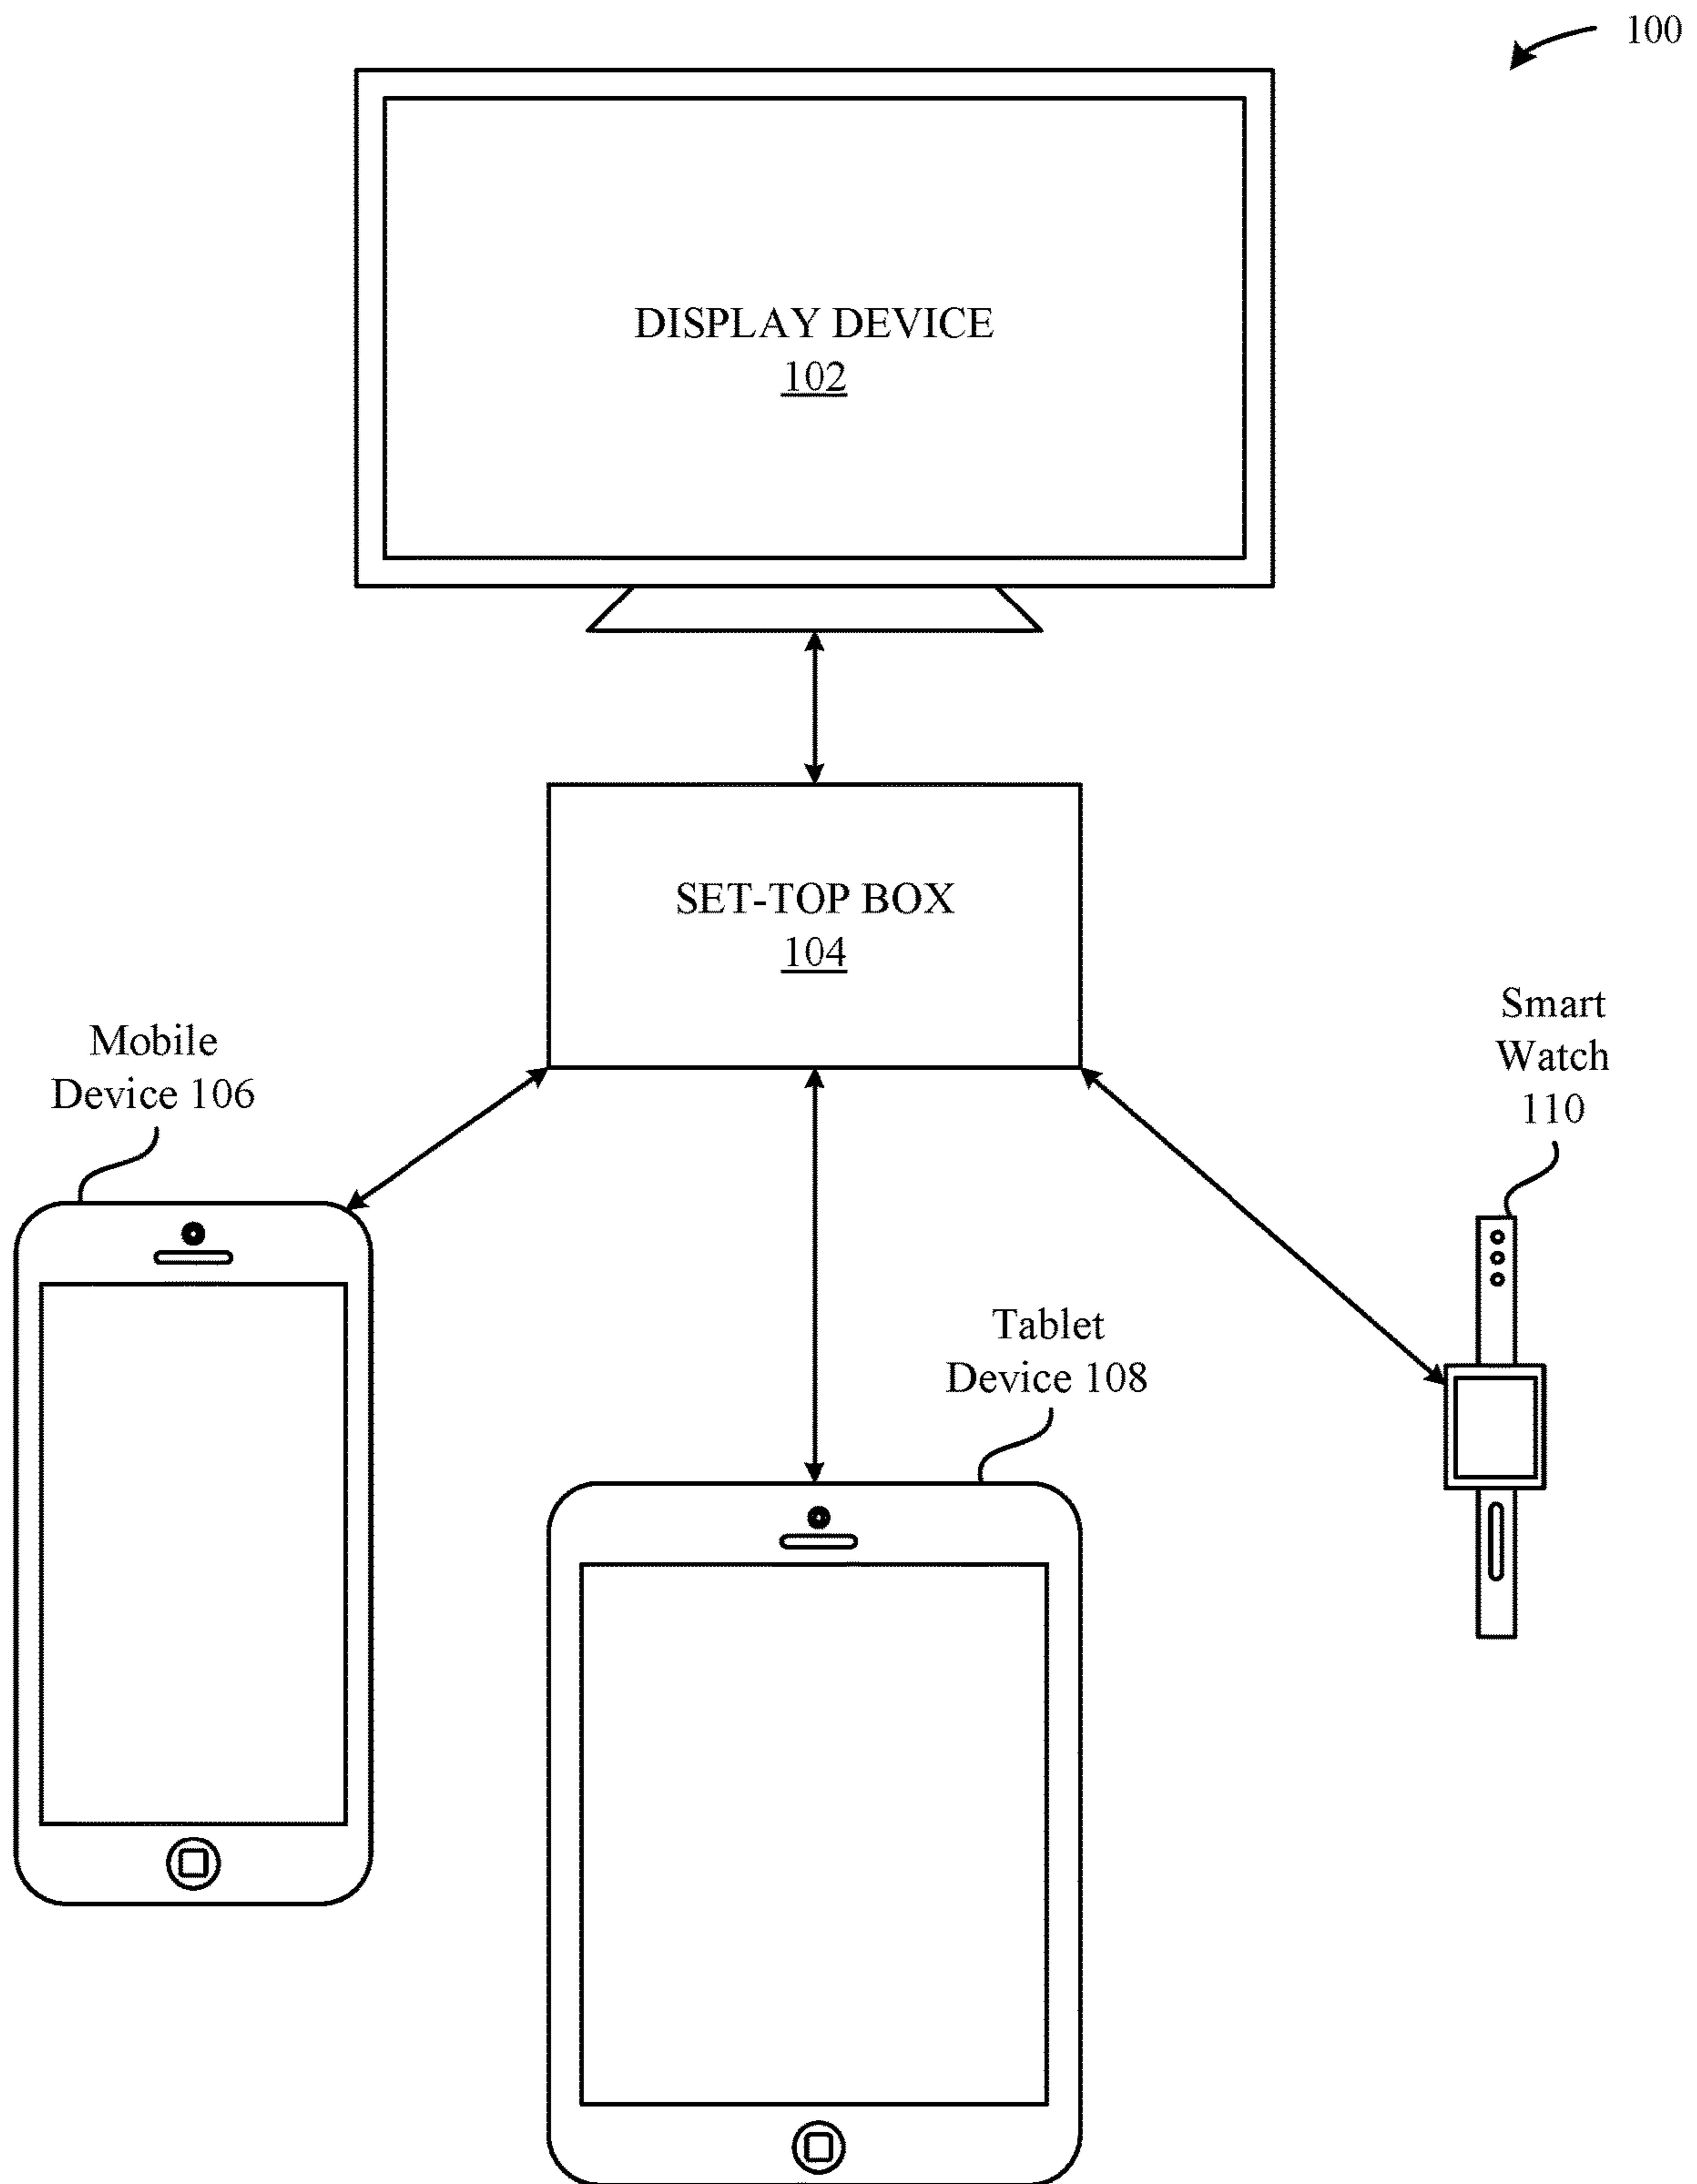 100
DISPLAY DEVICE
102
SET-TOP BOX
104
Mobile
Device 106
Smart
Watch
110
Tablet
Device 108